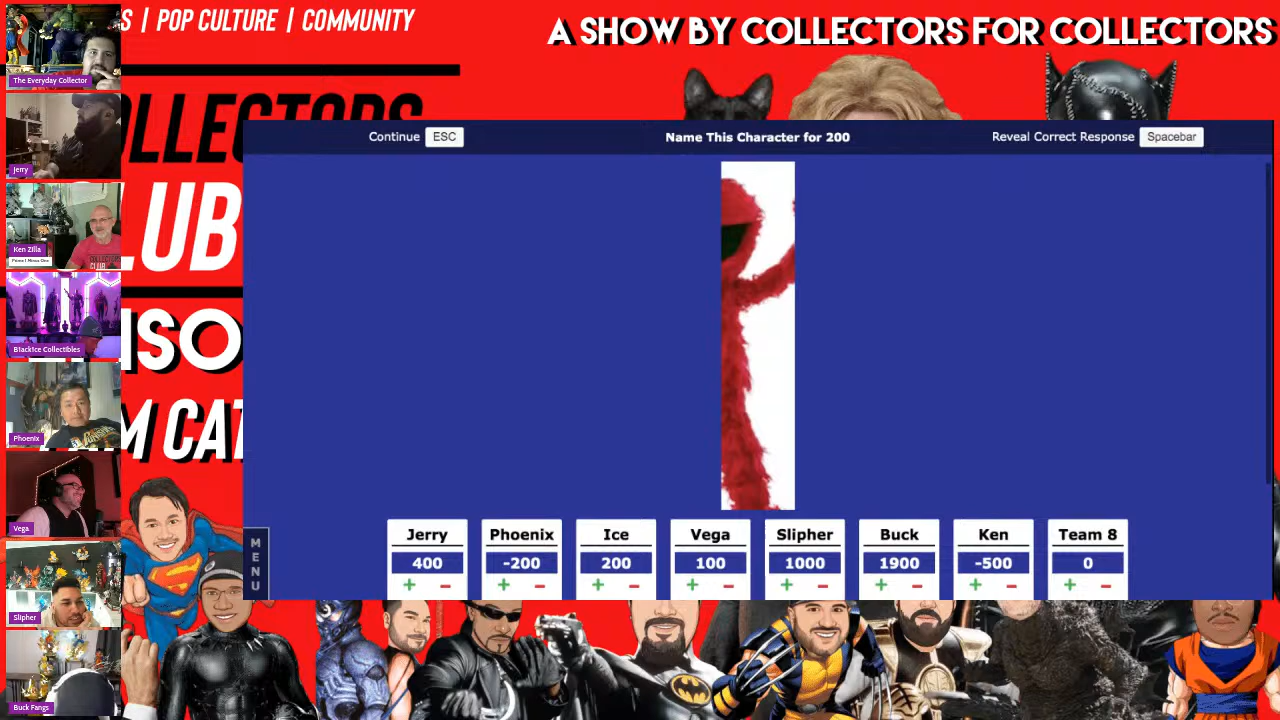 S | POP CULTURE | COMMUNITY
A SHOW BY COLLECTORS FOR COLLECTORS
OLLECTORS
LUB
ISO
M CAT
Continue ESC
Name This Character for 200
Reveal Correct Response Spacebar
MENU
Jerry Phoenix Ice Vega Slipher Buck Ken Team 8
400 -200 200 100 1000 1900 -500 0
+ - + - + - + - + - + - + - + -
The Everyday Collector
Jerry
Ken Zilla
Blackice Collectibles
Phoenix
Vega
Slipher
Buck Fangs